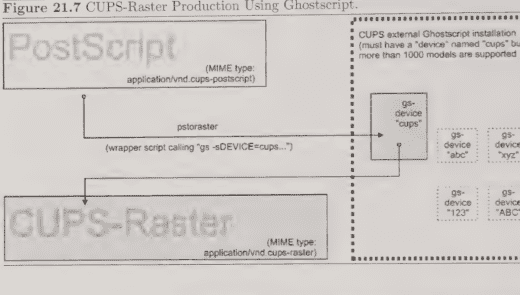 Figure 21.7 CUPS-Raster Production Using Ghostscript.
PostScript
(MIME type:
application/vnd.cups-postscript)
CUPS external Ghostscript installation
(must have a "device" named "cups"
more than 1000 models are supported
gs-
device
"cups"
pstoraster
(wrapper script calling "gs -sDEVICE=cups...")
gs-
device
"abc"
gs-
device
"xyz"
gs-
device
"123"
gs-
device
"ABC"
CUPS-Raster
(MIME type:
application/vnd.cups-raster)